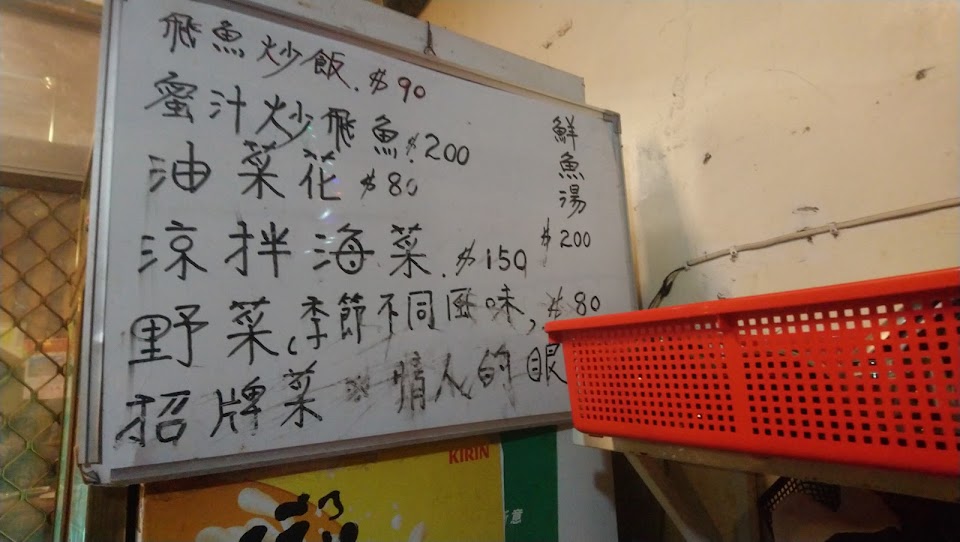 飛魚炒飯.$90
蜜汁炒飛魚.$200
油菜花 $80
涼拌海菜.$150
野菜(季節不同風味,$80
招牌菜※情人的眼
鮮魚湯
$200
KIRIN
意